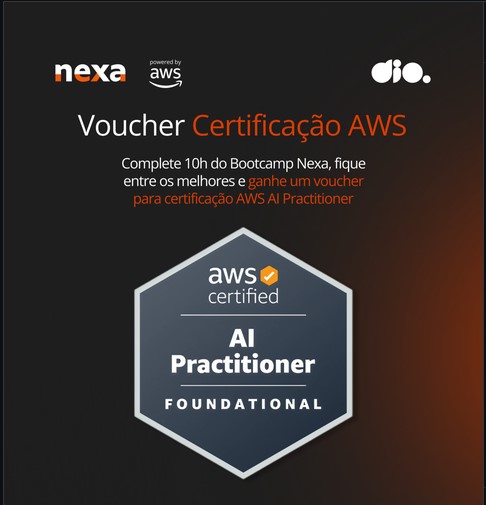 nexa
powered by
aws
dio.
Voucher Certificação AWS
Complete 10h do Bootcamp Nexa, fique
entre os melhores e ganhe um voucher
para certificação AWS AI Practitioner
aws
certified
AI
Practitioner
FOUNDATIONAL